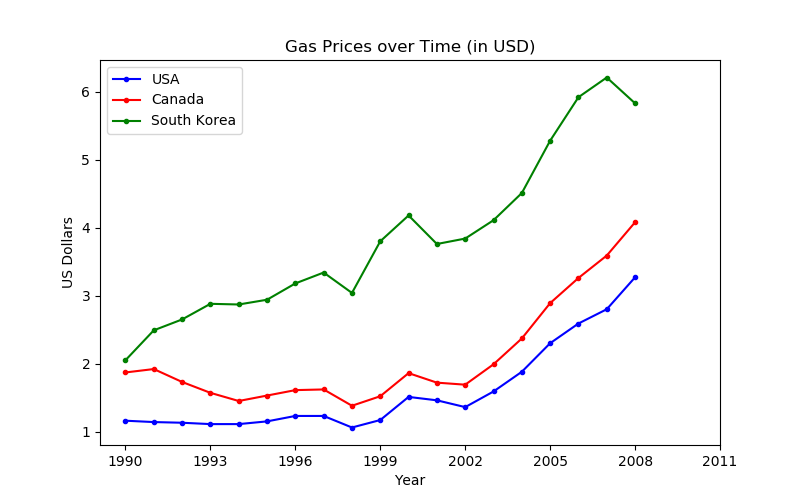 Gas Prices over Time (in USD)
USA
Canada
South Korea
6
5
4
3
2
1
US Dollars
1990 1993 1996 1999 2002 2005 2008 2011
Year